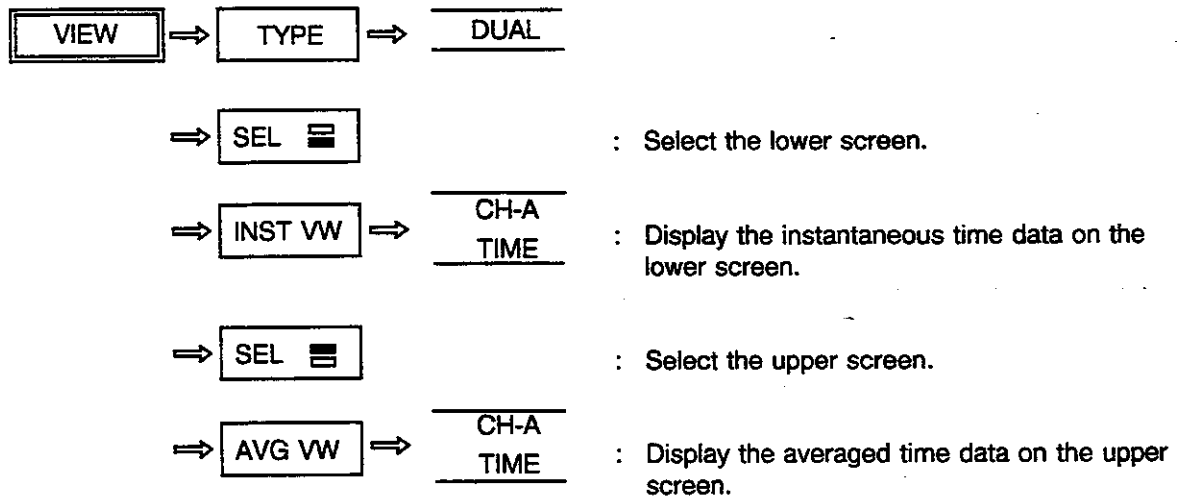 VIEW ⇒ TYPE ⇒ DUAL
⇒ SEL : Select the lower screen.
⇒ INST VW ⇒ CH-A TIME : Display the instantaneous time data on the
lower screen.
⇒ SEL : Select the upper screen.
⇒ AVG VW ⇒ CH-A TIME : Display the averaged time data on the upper
screen.